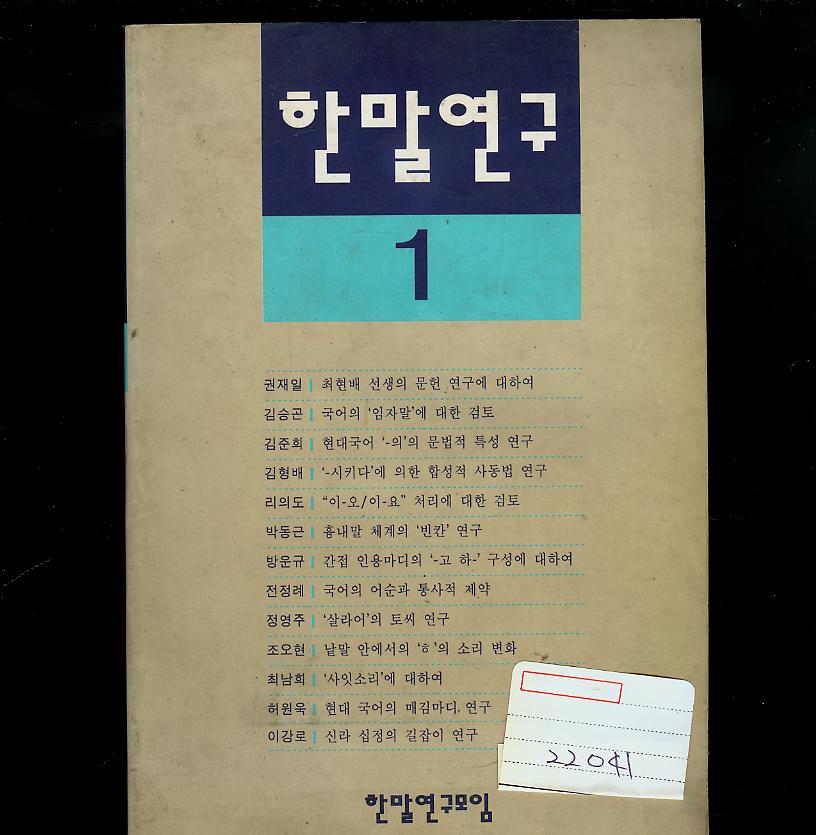 한말연구
1
권재일 최현배 선생의 문헌 연구에 대하여
김승곤 국어의 '임자말'에 대한 검토
김준희 현대국어 '-의'의 문법적 특성 연구
김형배 '-시키다'에 의한 합성적 사동법 연구
리의도 "이-오/이-요" 처리에 대한 검토
박동근 흉내말 체계의 '빈칸' 연구
방운규 간접 인용마디의 '-고 하-' 구성에 대하여
전정례 국어의 어순과 통사적 제약
정영주 '살라어'의 토씨 연구
조오현 낱말 안에서의 'ㅎ'의 소리 변화
최남희 '사잇소리'에 대하여
허원욱 현대 국어의 매김마디 연구
이강로 신라 십정의 길잡이 연구
22041
한말연구모임